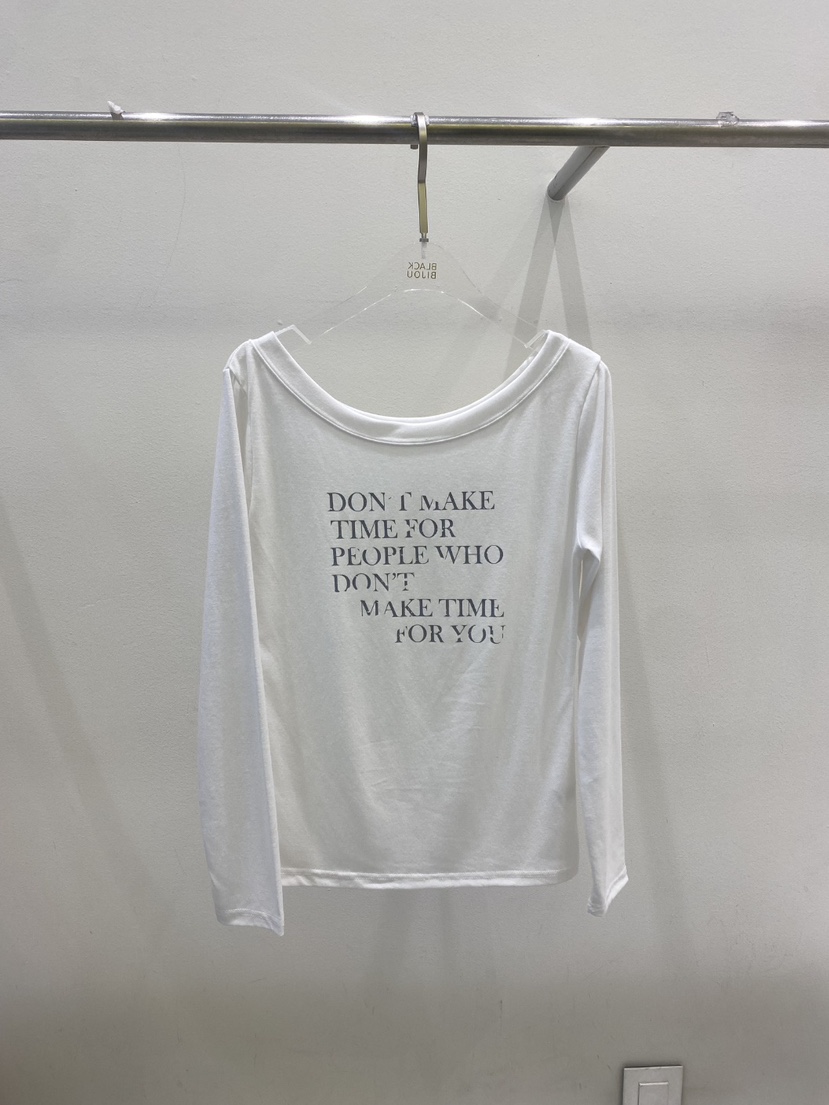 BLACK
BIJOU
DON'T MAKE
TIME FOR
PEOPLE WHO
DON'T
MAKE TIME
FOR YOU